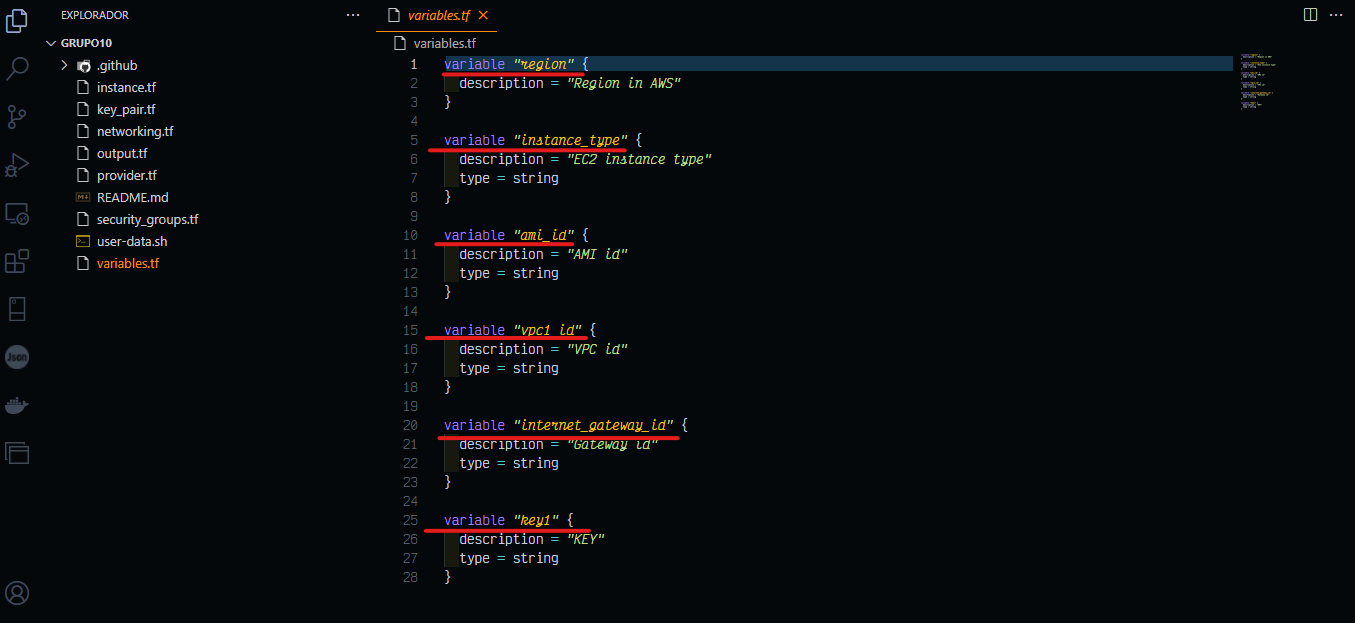 EXPLORADOR
GRUPO10
.github
instance.tf
key_pair.tf
networking.tf
output.tf
provider.tf
README.md
security_groups.tf
user-data.sh
variables.tf
Json
variables.tf
variables.tf
1 variable "region" {
2 description = "Region in AWS"
3 }
4
5 variable "instance_type" {
6 description = "EC2 instance type"
7 type = string
8 }
9
10 variable "ami_id" {
11 description = "AMI id"
12 type = string
13 }
14
15 variable "vpc1_id" {
16 description = "VPC id"
17 type = string
18 }
19
20 variable "internet_gateway_id" {
21 description = "Gateway id"
22 type = string
23 }
24
25 variable "key1" {
26 description = "KEY"
27 type = string
28 }